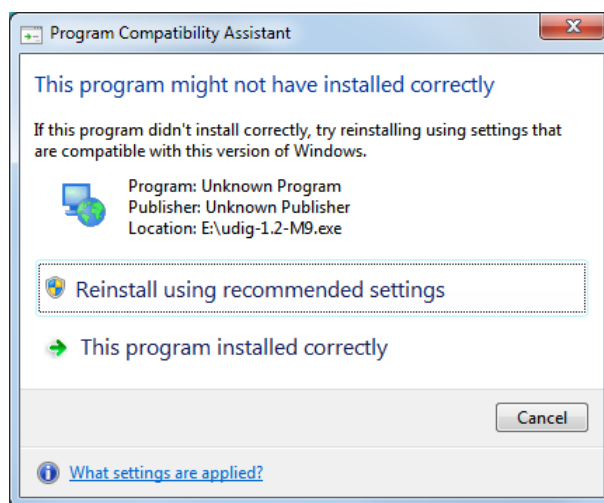 Program Compatibility Assistant
This program might not have installed correctly
If this program didn't install correctly, try reinstalling using settings that
are compatible with this version of Windows.
Program: Unknown Program
Publisher: Unknown Publisher
Location: E:\udig-1.2-M9.exe
Reinstall using recommended settings
This program installed correctly
Cancel
What settings are applied?